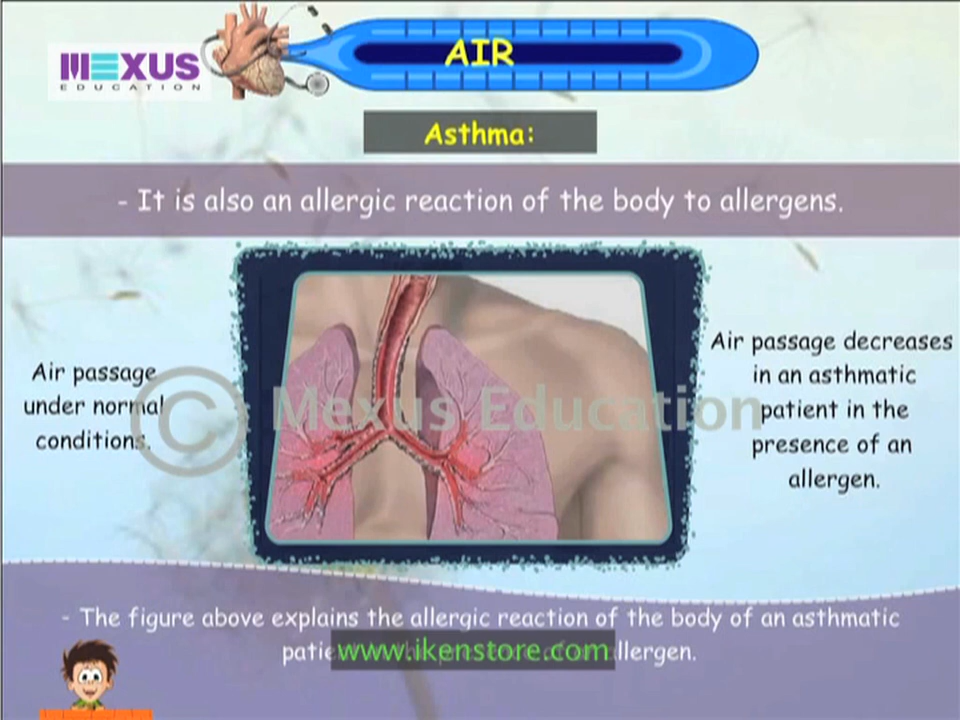 MEXUS
EDUCATION
AIR
Asthma:
- It is also an allergic reaction of the body to allergens.
Air passage
under normal
conditions.
Air passage decreases
in an asthmatic
patient in the
presence of an
allergen.
© Mexus Education
- The figure above explains the allergic reaction of the body of an asthmatic
allergen.
www.ikenstore.com